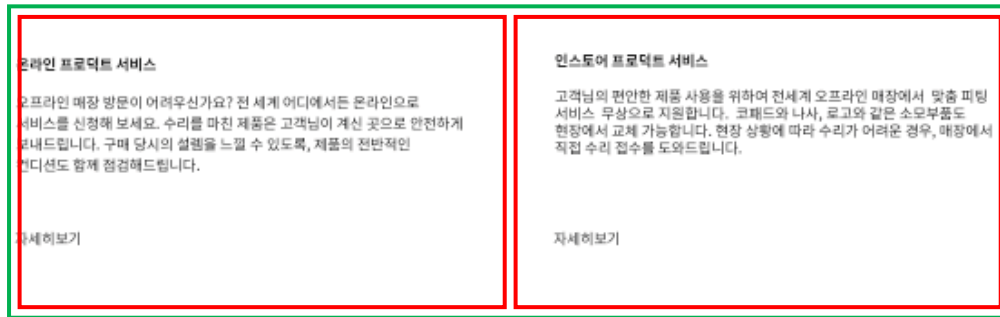 온라인 프로덕트 서비스
오프라인 매장 방문이 어려우신가요? 전 세계 어디에서든 온라인으로
서비스를 신청해 보세요. 수리를 마친 제품은 고객님이 계신 곳으로 안전하게
보내드립니다. 구매 당시의 설렘을 느낄 수 있도록, 제품의 전반적인
컨디션도 함께 점검해드립니다.
자세히보기
인스토어 프로덕트 서비스
고객님의 편안한 제품 사용을 위하여 전세계 오프라인 매장에서 맞춤 피팅
서비스 무상으로 지원합니다. 코패드와 나사, 로고와 같은 소모부품도
현장에서 교체 가능합니다. 현장 상황에 따라 수리가 어려운 경우, 매장에서
직접 수리 접수를 도와드립니다.
자세히보기